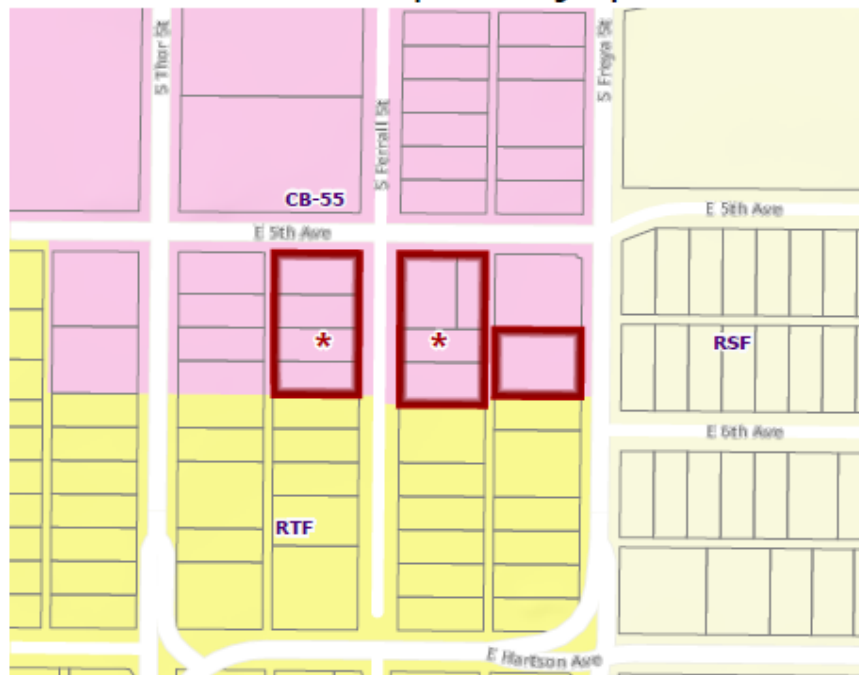 S Thor St
S Ferrall St
S Freya St
CB-55
E 5th Ave
E 5th Ave
*
*
RSF
E 6th Ave
RTF
E Hartson Ave